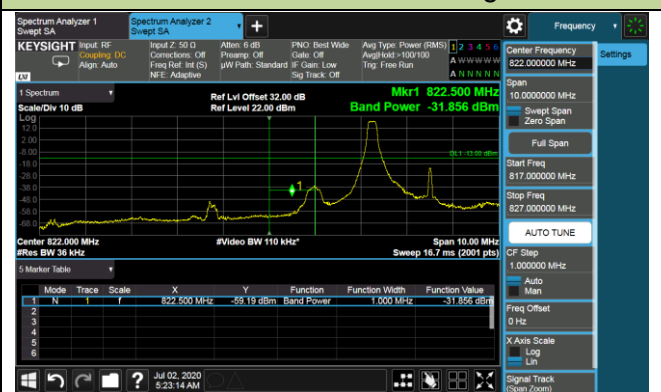 Spectrum Analyzer 1
Swept SA
Spectrum Analyzer 2
Swept SA
+
Frequency
KEYSIGHT
Input: RF
Coupling: DC
Align: Auto
Input Z: 50 Ω
Corrections: Off
Freq Ref: Int (S)
NFE: Adaptive
Atten: 6 dB
Preamp: Off
µW Path: Standard
PNO: Best Wide
Gate: Off
IF Gain: Low
Sig Track: Off
Avg Type: Power (RMS)
Avg|Hold:>100/100
Trig: Free Run
1 2 3 4 5 6
A W W W W W
A N N N N N
LXI
1 Spectrum
Scale/Div 10 dB
Ref Lvl Offset 32.00 dB
Ref Level 22.00 dBm
Mkr1 822.500 MHz
Band Power -31.856 dBm
Log
12.0
2.00
-8.00
-18.0
-28.0
-38.0
-48.0
-58.0
-68.0
DL1 -13.00 dBm
1
Center 822.000 MHz
#Res BW 36 kHz
#Video BW 110 kHz*
Span 10.00 MHz
Sweep 16.7 ms (2001 pts)
5 Marker Table
Mode Trace Scale X Y Function Function Width Function Value
1 N 1 f 822.500 MHz -59.19 dBm Band Power 1.000 MHz -31.856 dBm
2
3
4
5
6
Jul 02, 2020
5:23:14 AM
Center Frequency
822.000000 MHz
Settings
Span
10.0000000 MHz
Swept Span
Zero Span
Full Span
Start Freq
817.000000 MHz
Stop Freq
827.000000 MHz
AUTO TUNE
CF Step
1.000000 MHz
Auto
Man
Freq Offset
0 Hz
X Axis Scale
Log
Lin
Signal Track
(Span Zoom)